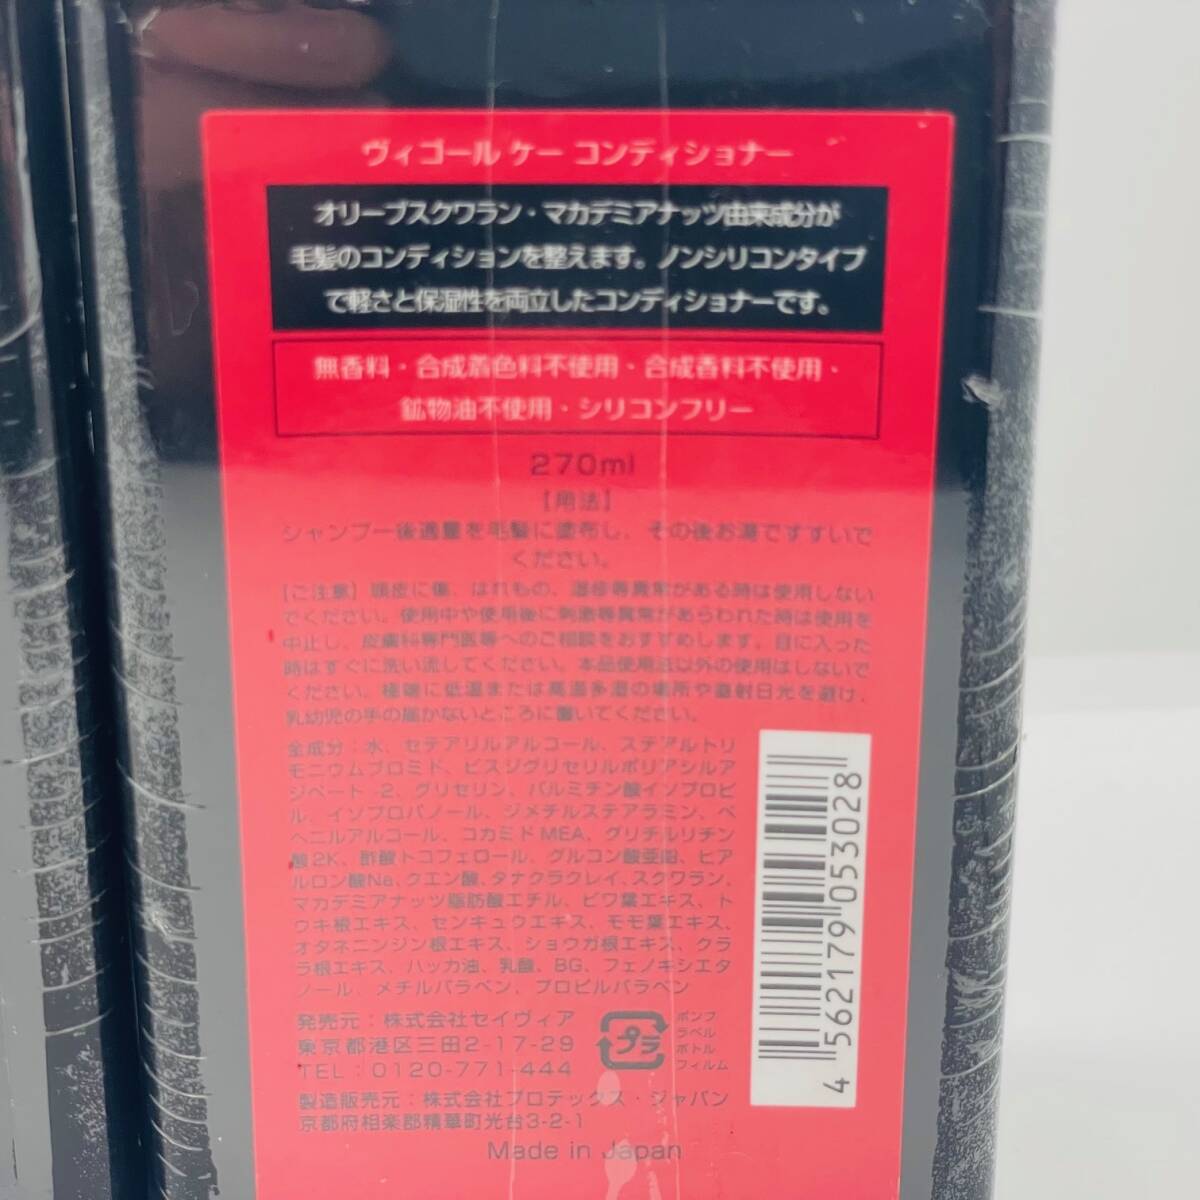 ヴィゴール ケー コンディショナー
オリーブスクワラン・マカデミアナッツ由来成分が
毛髪のコンディションを整えます。ノンシリコンタイプ
で軽さと保湿性を両立したコンディショナーです。
無香料・合成着色料不使用・合成香料不使用・
鉱物油不使用・シリコンフリー
270ml
【用法】
シャンプー後適量を毛髪に塗布し、その後お湯ですすいで
ください。
【ご注意】頭皮に傷、はれもの、湿疹等異常がある時は使用しない
でください。使用中や使用後に刺激等異常があらわれた時は使用を
中止し、皮膚科専門医等へのご相談をおすすめします。目に入った
時はすぐに洗い流してください。本品使用法以外の使用はしないで
ください。極端に低温または高温多湿の場所や直射日光を避け、
乳幼児の手の届かないところに置いてください。
全成分：水、セテアリルアルコール、ステアルトリ
モニウムブロミド、ビスジグリセリルポリアシルア
ジペート-2、グリセリン、パルミチン酸イソプロピ
ル、イソプロパノール、ジメチルステアラミン、ベ
ヘニルアルコール、コカミドMEA、グリチルリチン
酸2K、酢酸トコフェロール、グルコン酸亜鉛、ヒア
ルロン酸Na、クエン酸、タナクラクレイ、スクワラン、
マカデミアナッツ脂肪酸エチル、ビワ葉エキス、ト
ウキ根エキス、センキュウエキス、モモ葉エキス、
オタネニンジン根エキス、ショウガ根エキス、クラ
ラ根エキス、ハッカ油、乳酸、BG、フェノキシエタ
ノール、メチルパラベン、プロピルパラベン
発売元：株式会社セイヴィア
東京都港区三田2-17-29
TEL：0120-771-444
プラ
ポンプ
ラベル
ボトル
フィルム
製造販売元：株式会社プロテックス・ジャパン
京都府相楽郡精華町光台3-2-1
Made in Japan
4 562179 053028